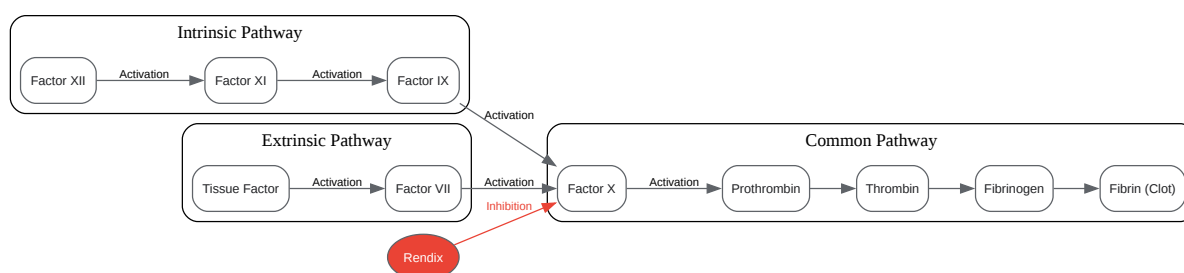 Intrinsic Pathway
Factor XII
Activation
Factor XI
Activation
Factor IX
Activation
Extrinsic Pathway
Tissue Factor
Activation
Factor VII
Activation
Common Pathway
Factor X
Activation
Prothrombin
Thrombin
Fibrinogen
Fibrin (Clot)
Inhibition
Rendix